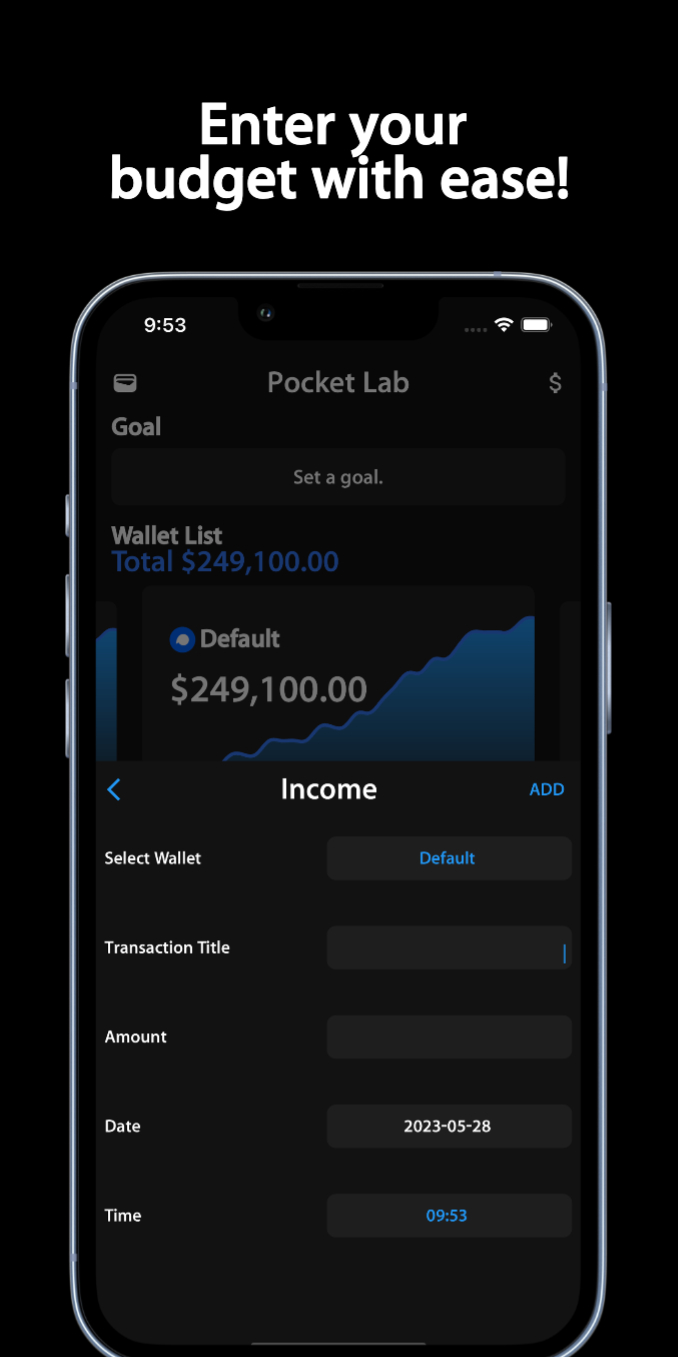 Enter your
budget with ease!
9:53
Pocket Lab
$
Goal
Set a goal.
Wallet List
Total $249,100.00
Default
$249,100.00
Income
ADD
Select Wallet
Default
Transaction Title
Amount
Date
2023-05-28
Time
09:53